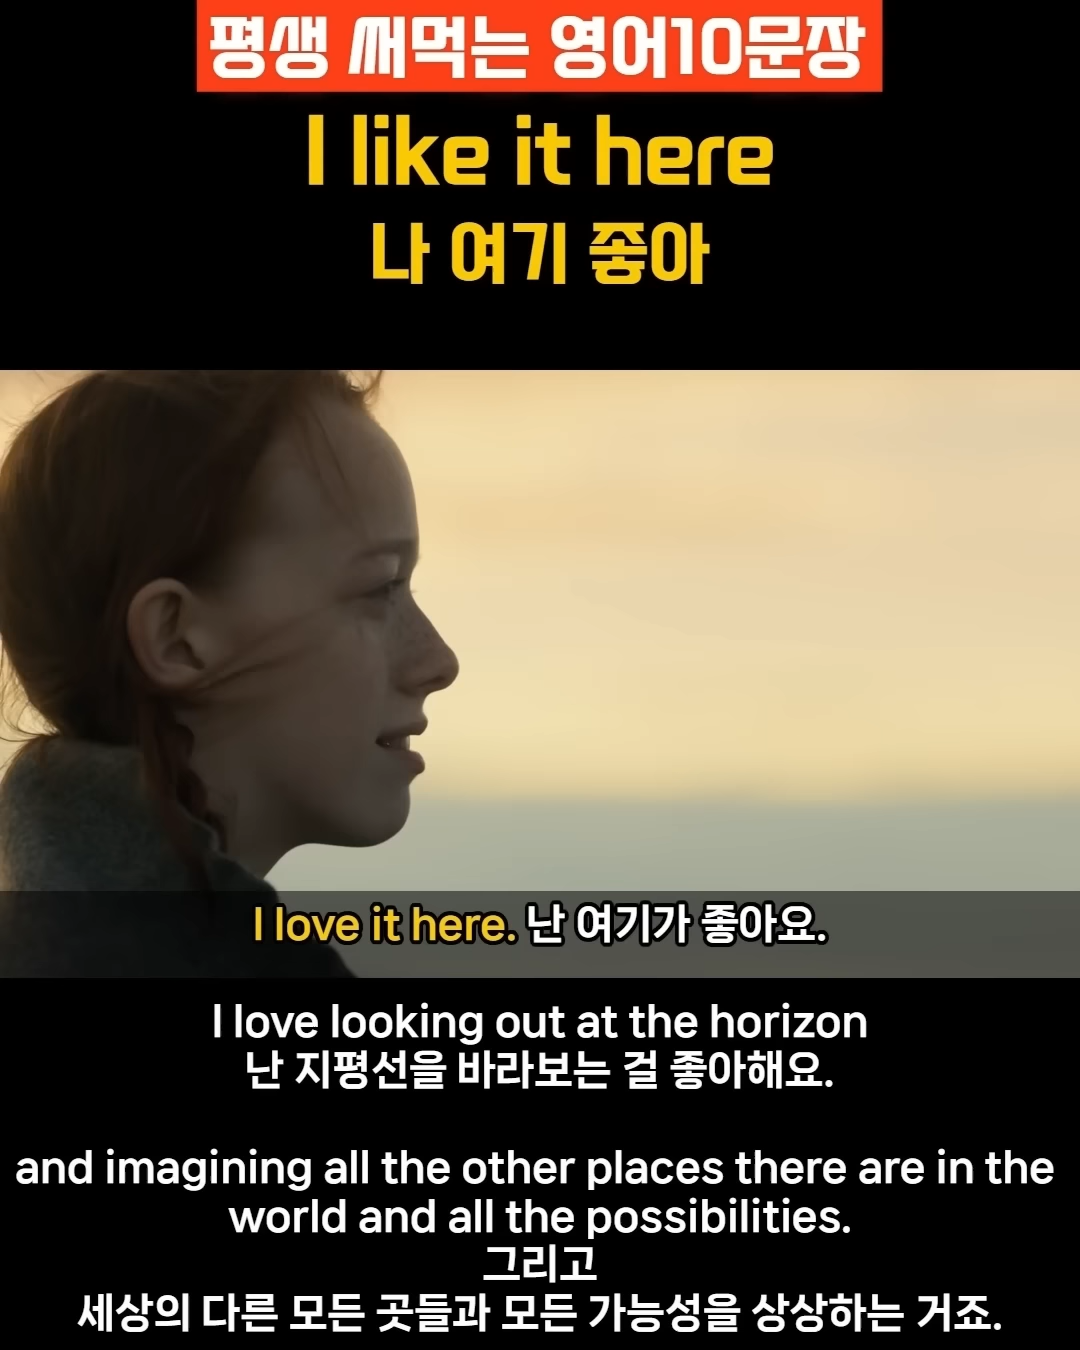 평생 써먹는 영어10문장
I like it here
나 여기 좋아
I love it here. 난 여기가 좋아요.
I love looking out at the horizon
난 지평선을 바라보는 걸 좋아해요.
and imagining all the other places there are in the
world and all the possibilities.
그리고
세상의 다른 모든 곳들과 모든 가능성을 상상하는 거죠.